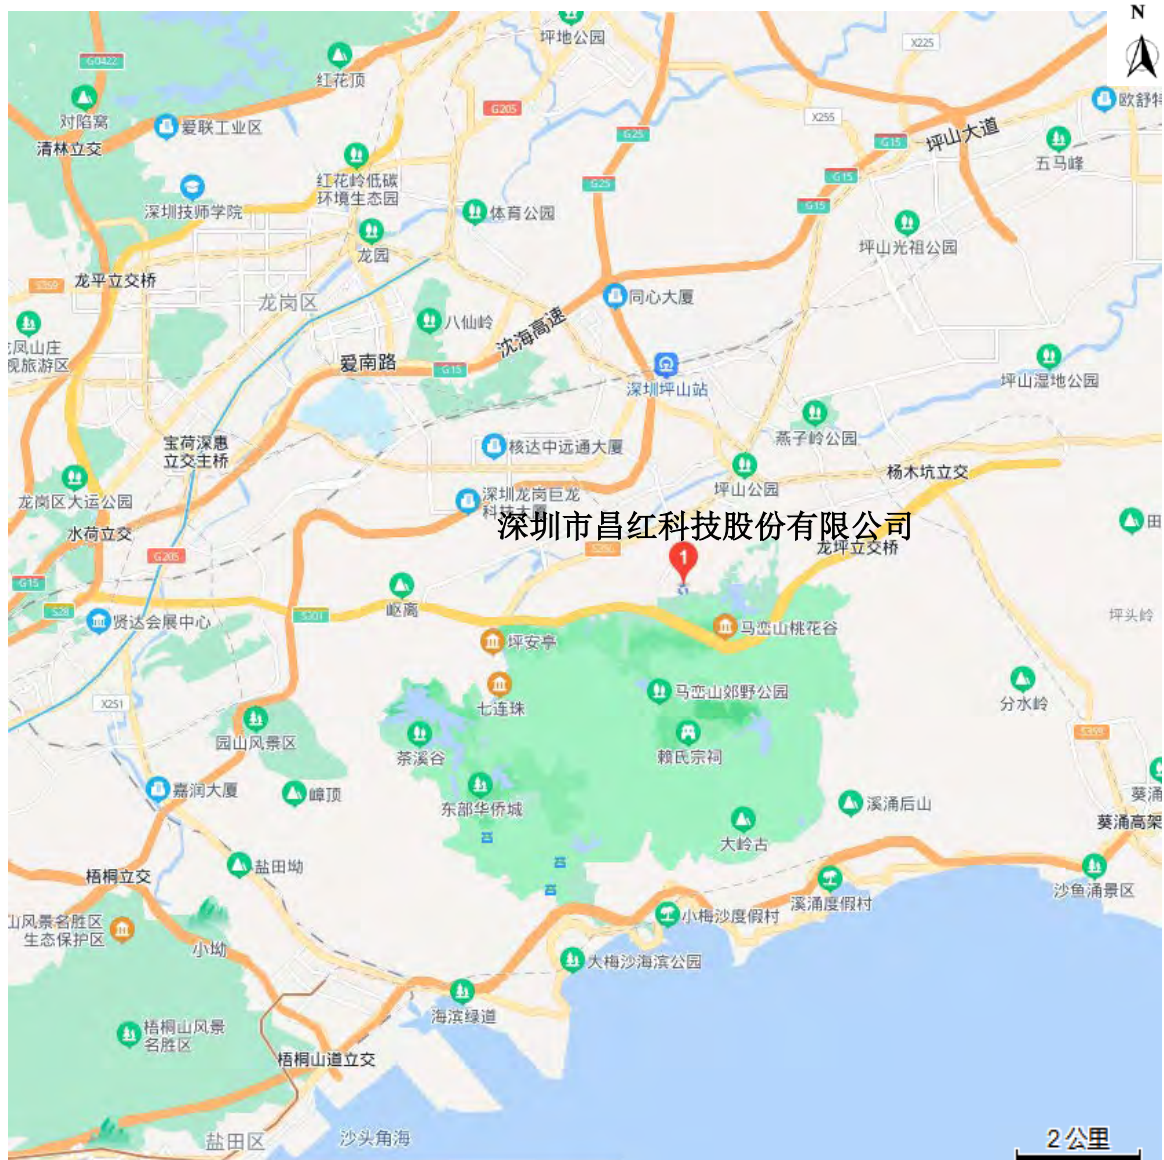 N
坪地公园
X225
G0422
红花顶
对陷窝
爱联工业区
G205
X255
欧舒特
清林立交
G25
G15
坪山大道
五马峰
红花岭低碳
环境生态园
G25
G15
深圳技师学院
体育公园
G15
坪山光祖公园
龙园
龙平立交桥
S359
龙岗区
同心大厦
八仙岭
沈海高速
凤山庄
观旅游区
爱南路
G15
深圳坪山站
坪山湿地公园
燕子岭公园
宝荷深惠
立交主桥
核达中远通大厦
杨木坑立交
坪山公园
龙岗区大运公园
深圳龙岗巨龙
科技大厦
深圳市昌红科技股份有限公司
水荷立交
田
G205
龙坪立交桥
1
G15
S28
S201
岖离
坪头岭
贤达会展中心
坪安亭
马峦山桃花谷
七连珠
马峦山郊野公园
分水岭
X251
园山风景区
茶溪谷
赖氏宗祠
S359
嘉润大厦
嶂顶
东部华侨城
溪涌后山
葵涌
大岭古
葵涌高架
盐田坳
梧桐立交
沙鱼涌景区
溪涌度假村
山风景名胜区
生态保护区
小梅沙度假村
小坳
大梅沙海滨公园
海滨绿道
梧桐山风景
名胜区
梧桐山道立交
盐田区
沙头角海
2 公里